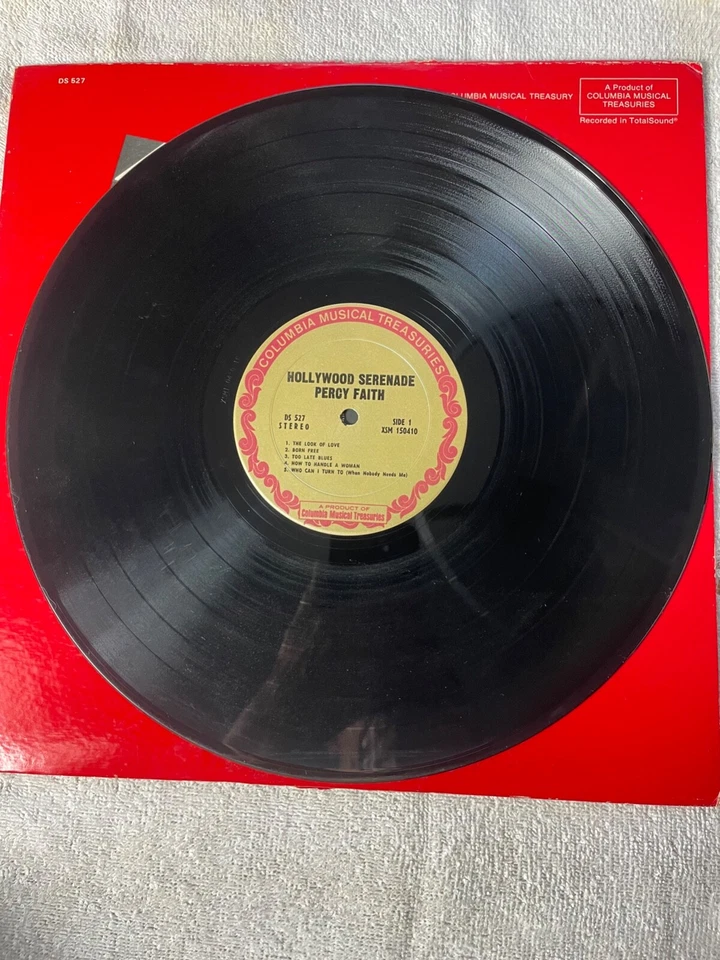 DS 527
COLUMBIA MUSICAL TREASURY
A Product of
COLUMBIA MUSICAL
TREASURIES
Recorded in TotalSound®
COLUMBIA MUSICAL TREASURIES
HOLLYWOOD SERENADE
PERCY FAITH
DS 527
STEREO
SIDE 1
XSM 150410
1. THE LOOK OF LOVE
2. BORN FREE
3. TOO LATE BLUES
4. HOW TO HANDLE A WOMAN
5. WHO CAN I TURN TO (When Nobody Needs Me)
A PRODUCT OF
Columbia Musical Treasuries